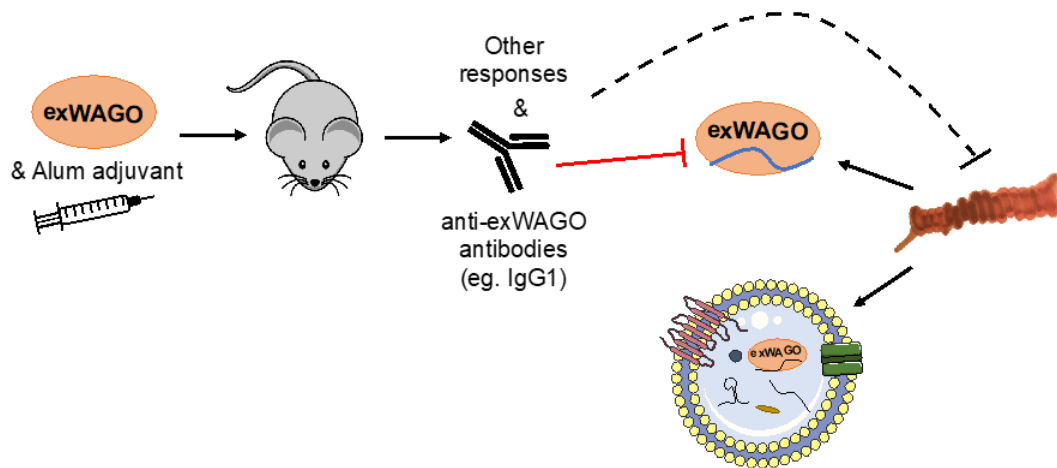 exWAGO
& Alum adjuvant
Other
responses
&
anti-exWAGO
antibodies
(eg. IgG1)
exWAGO
exWAGO